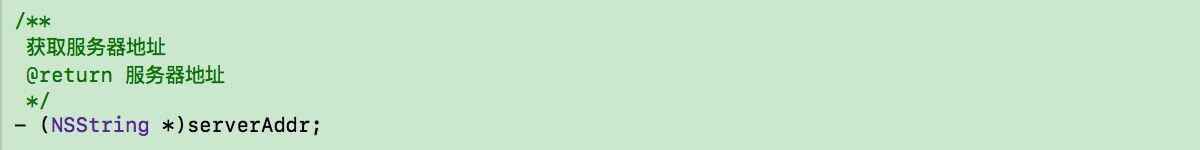 /**
 获取服务器地址
 @return 服务器地址
 */
- (NSString *)serverAddr;